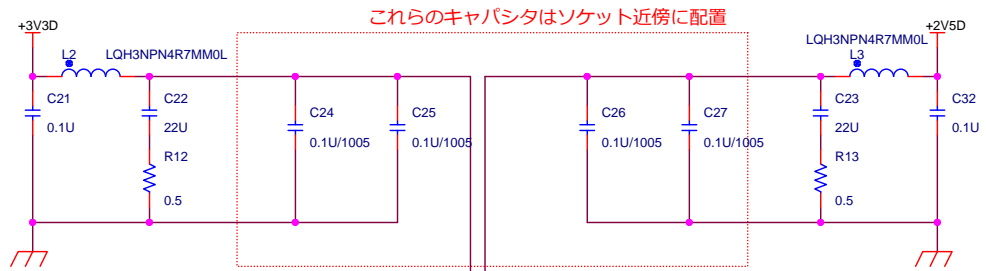 これらのキャパシタはソケット近傍に配置
+3V3D
+2V5D
L2
LQH3NPN4R7MM0L
LQH3NPN4R7MM0L
L3
C21
0.1U
C22
22U
R12
0.5
C24
0.1U/1005
C25
0.1U/1005
C26
0.1U/1005
C27
0.1U/1005
C23
22U
R13
0.5
C32
0.1U